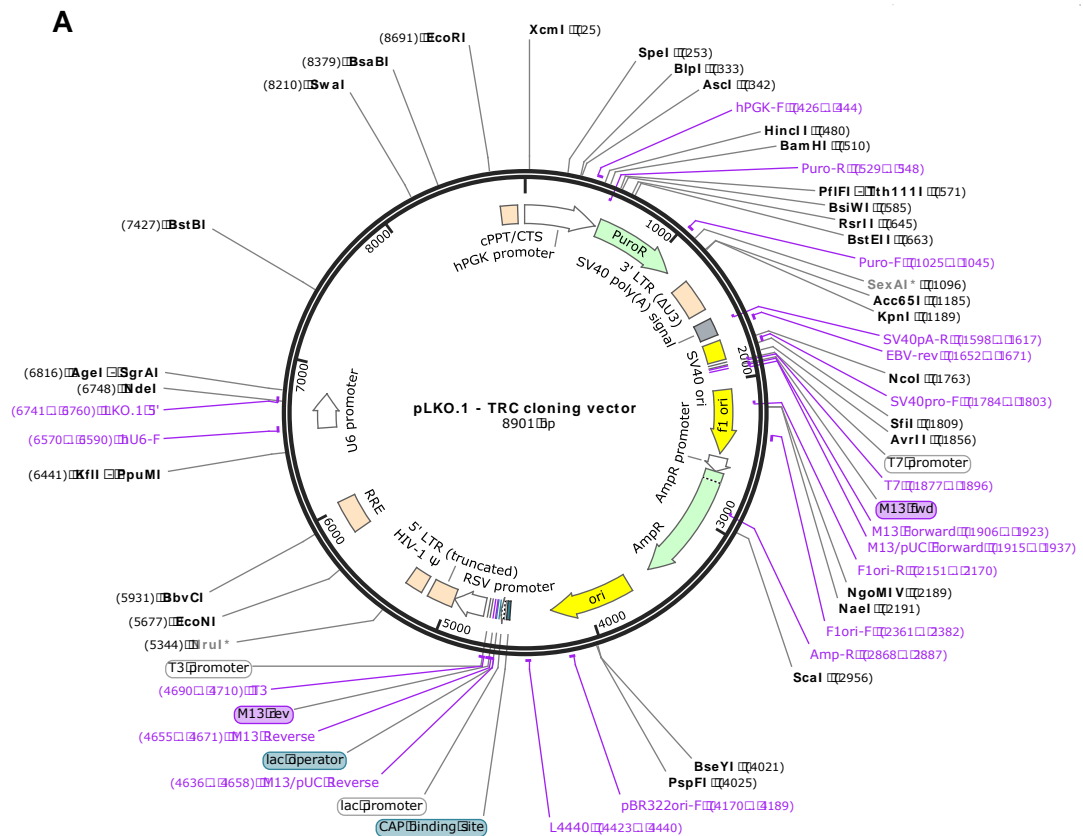 A
XcmI (25)
SpeI (253)
BlpI (333)
AscI (342)
hPGK-F (426 .. 444)
HincII (480)
BamHI (510)
Puro-R (529 .. 548)
PflFI - Tth111I (571)
BsiWI (585)
RsrII (645)
BstEII (663)
Puro-F (1025 .. 1045)
SexAI* (1096)
Acc65I (1185)
KpnI (1189)
SV40pA-R (1598 .. 1617)
EBV-rev (1652 .. 1671)
NcoI (1763)
SV40pro-F (1784 .. 1803)
SfiI (1809)
AvrII (1856)
T7 promoter
T7 (1877 .. 1896)
M13 fwd
M13 Forward (1906 .. 1923)
M13/pUC Forward (1915 .. 1937)
F1ori-R (2151 .. 2170)
NgoMIV (2189)
NaeI (2191)
F1ori-F (2361 .. 2382)
Amp-R (2868 .. 2887)
ScaI (2956)
BseYI (4021)
PspFI (4025)
pBR322ori-F (4170 .. 4189)
L4440 (4423 .. 4440)
CAP binding site
lac promoter
(4636 .. 4658) M13/pUC Reverse
lac operator
(4655 .. 4671) M13 Reverse
M13 rev
(4690 .. 4710) T3
T3 promoter
(5344) NruI*
(5677) EcoNI
(5931) BbvCI
(6441) KflI - PpuMI
(6570 .. 6590) hU6-F
(6741 .. 6760) LKO.1 5'
(6748) NdeI
(6816) AgeI - SgrAI
(7427) BstBI
(8210) SwaI
(8379) BsaBI
(8691) EcoRI
1000
2000
3000
4000
5000
6000
7000
8000
cPPT/CTS
hPGK promoter
PuroR
3' LTR (ΔU3)
SV40 poly(A) signal
SV40 ori
f1 ori
AmpR promoter
AmpR
ori
RSV promoter
5' LTR (truncated)
HIV-1 Ψ
RRE
U6 promoter
pLKO.1 - TRC cloning vector
8901 bp